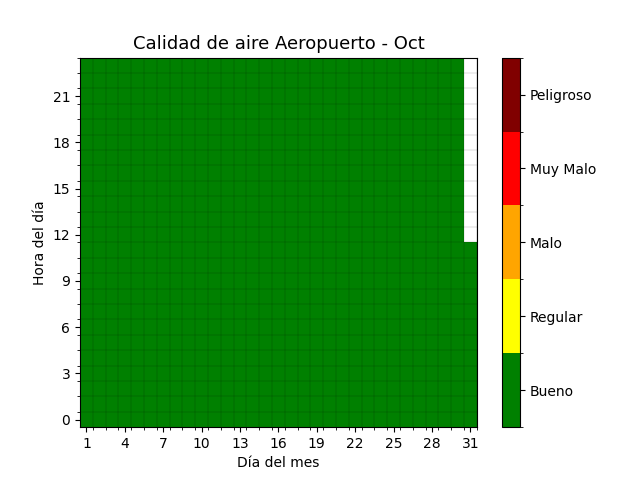 Calidad de aire Aeropuerto - Oct
Hora del día
21
18
15
12
9
6
3
0
1 4 7 10 13 16 19 22 25 28 31
Día del mes
Peligroso
Muy Malo
Malo
Regular
Bueno